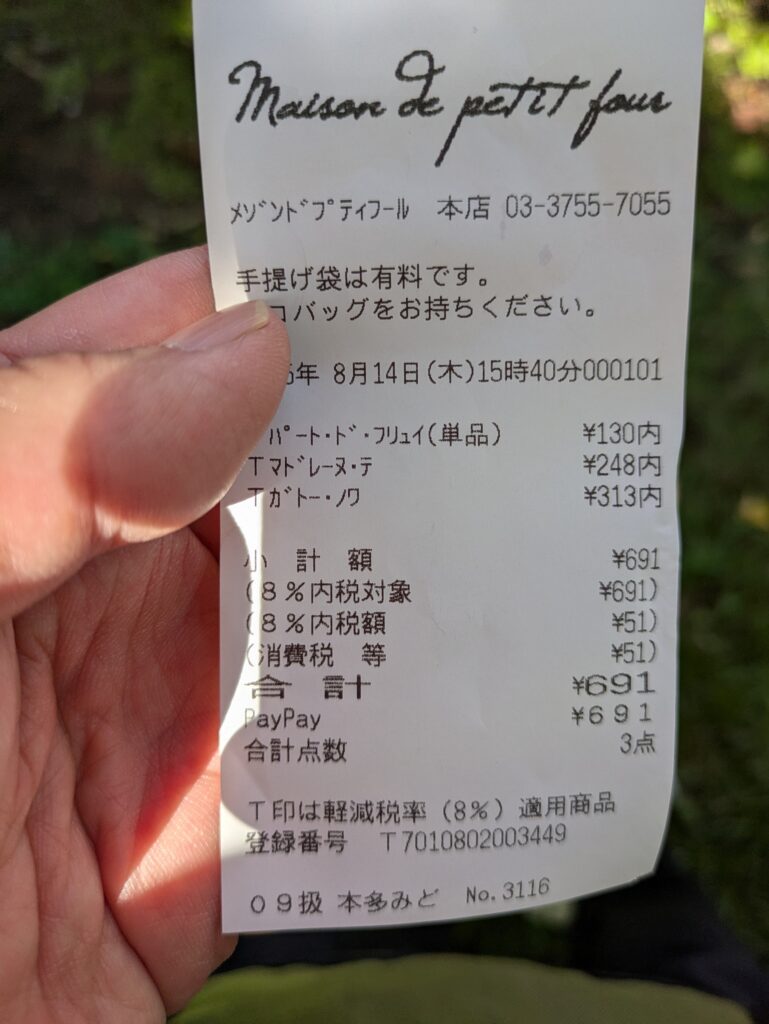 Maison de petit four
ﾒｿﾞﾝﾄﾞﾌﾟﾃｨﾌｰﾙ 本店 03-3755-7055
手提げ袋は有料です。
コバッグをお持ちください。
5年 8月14日(木)15時40分000101
ﾊﾟｰﾄ･ﾄﾞ･ﾌﾘｭｲ(単品) ¥130内
Tﾏﾄﾞﾚｰﾇ･ﾃ ¥248内
Tｶﾞﾄｰ･ﾉﾜ ¥313内
小 計 額 ¥691
(8%内税対象 ¥691)
(8%内税額 ¥51)
(消費税 等 ¥51)
合 計 ¥691
PayPay ¥691
合計点数 3点
T印は軽減税率(8%)適用商品
登録番号 T7010802003449
09扱 本多みど No.3116